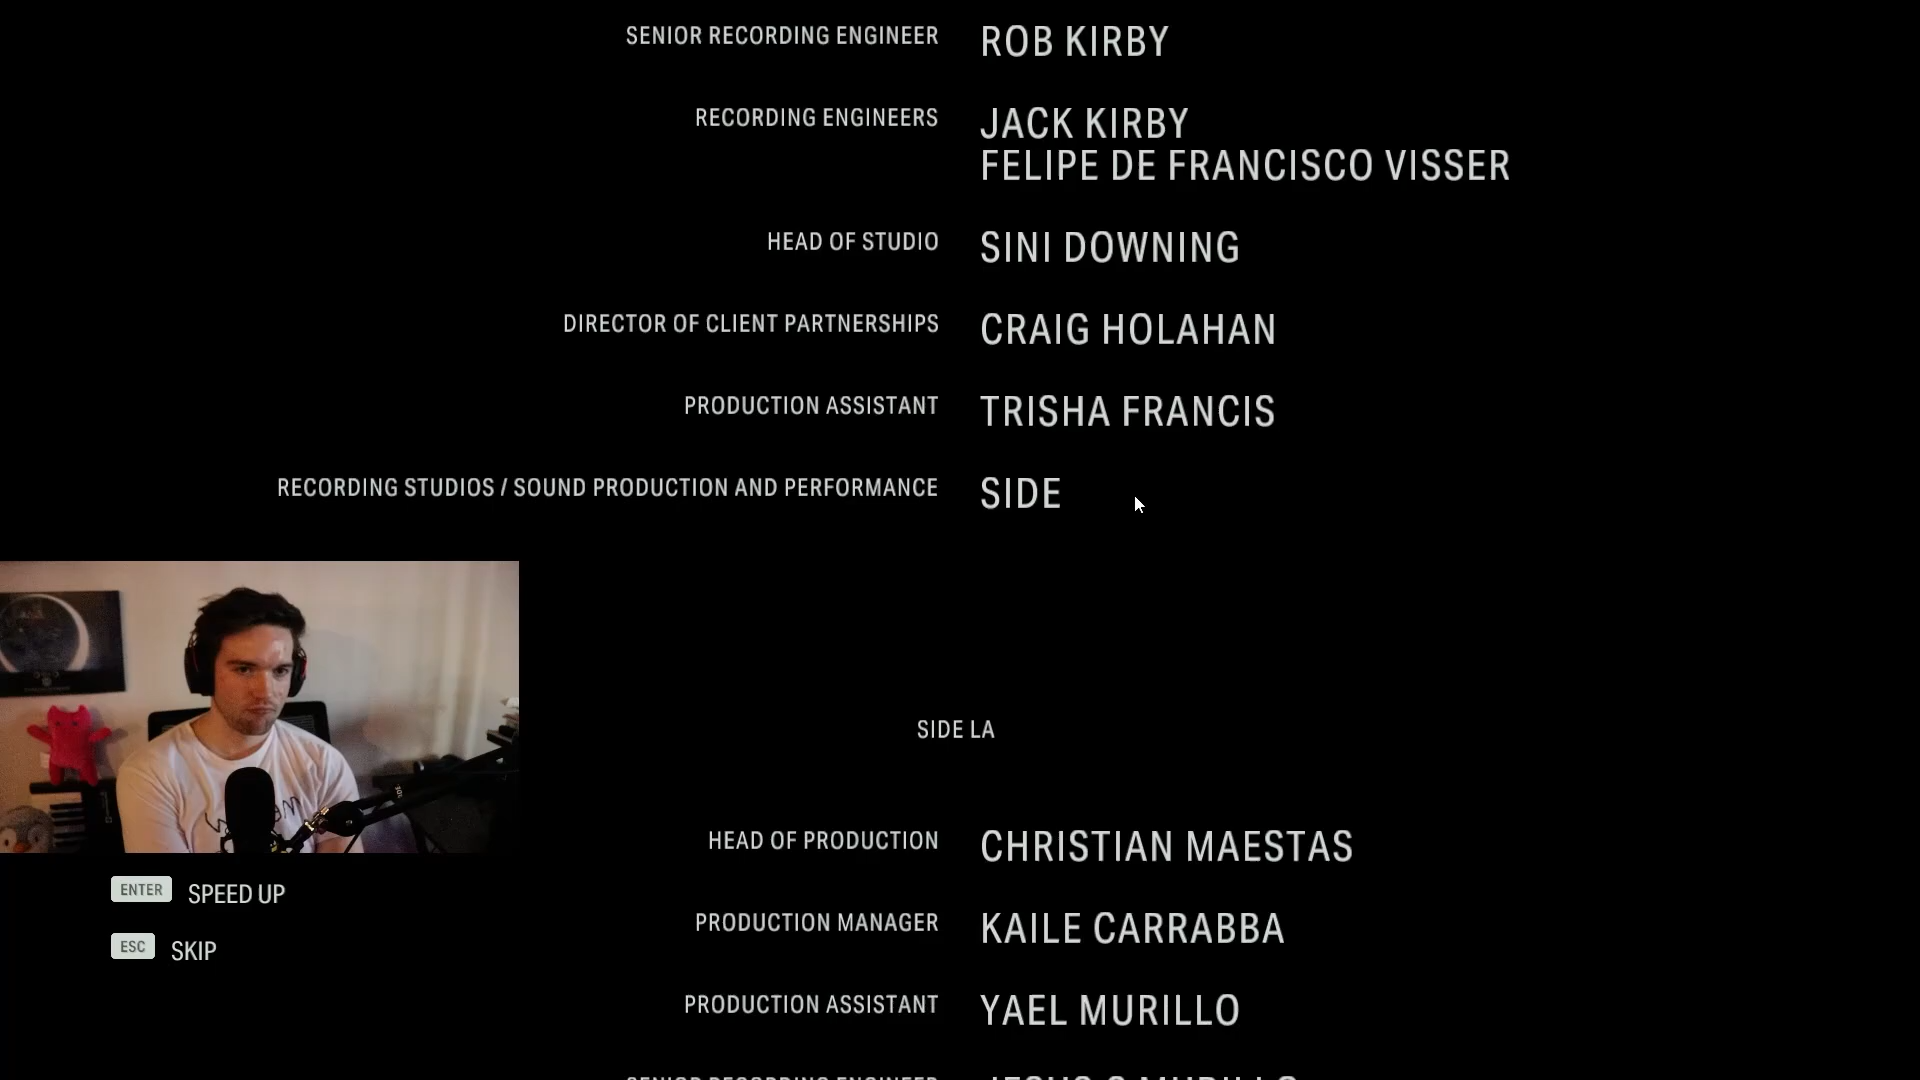 SENIOR RECORDING ENGINEER ROB KIRBY
RECORDING ENGINEERS JACK KIRBY
FELIPE DE FRANCISCO VISSER
HEAD OF STUDIO SINI DOWNING
DIRECTOR OF CLIENT PARTNERSHIPS CRAIG HOLAHAN
PRODUCTION ASSISTANT TRISHA FRANCIS
RECORDING STUDIOS / SOUND PRODUCTION AND PERFORMANCE SIDE
SIDE LA
HEAD OF PRODUCTION CHRISTIAN MAESTAS
PRODUCTION MANAGER KAILE CARRABBA
PRODUCTION ASSISTANT YAEL MURILLO
ENTER SPEED UP
ESC SKIP